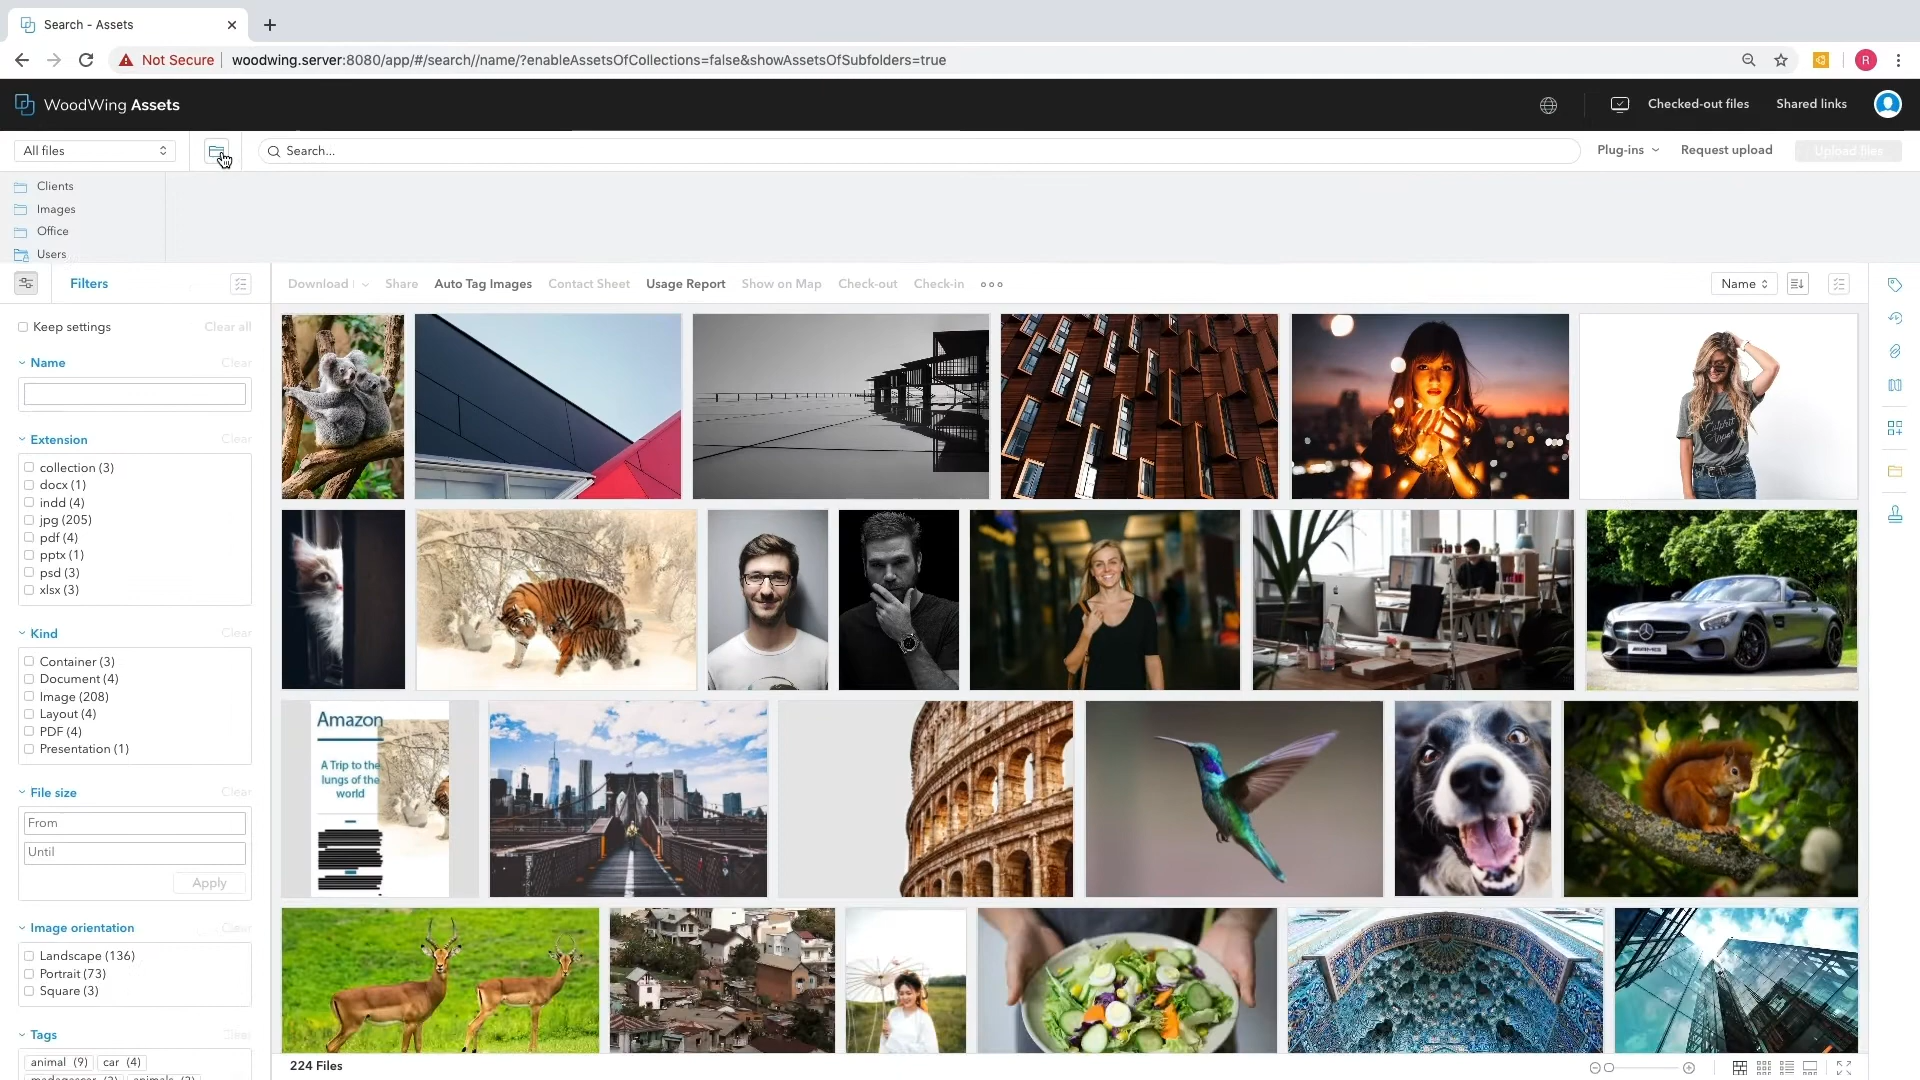 Search - Assets
Not Secure
woodwing.server:8080/app/#/search//name/?enableAssetsOfCollections=false&showAssetsOfSubfolders=true
R
WoodWing Assets
Checked-out files
Shared links
All files
Search...
Plug-ins
Request upload
Upload files
Clients
Images
Office
Users
Filters
Download
Share
Auto Tag Images
Contact Sheet
Usage Report
Show on Map
Check-out
Check-in
Name
Keep settings
Clear all
Name
Clear
Extension
Clear
collection (3)
docx (1)
indd (4)
jpg (205)
pdf (4)
pptx (1)
psd (3)
xlsx (3)
Kind
Clear
Container (3)
Document (4)
Image (208)
Layout (4)
PDF (4)
Presentation (1)
File size
Clear
From
Until
Apply
Image orientation
Clear
Landscape (136)
Portrait (73)
Square (3)
Tags
Clear
animal (9)
car (4)
Amazon
A Trip to the
lungs of the
world
224 Files